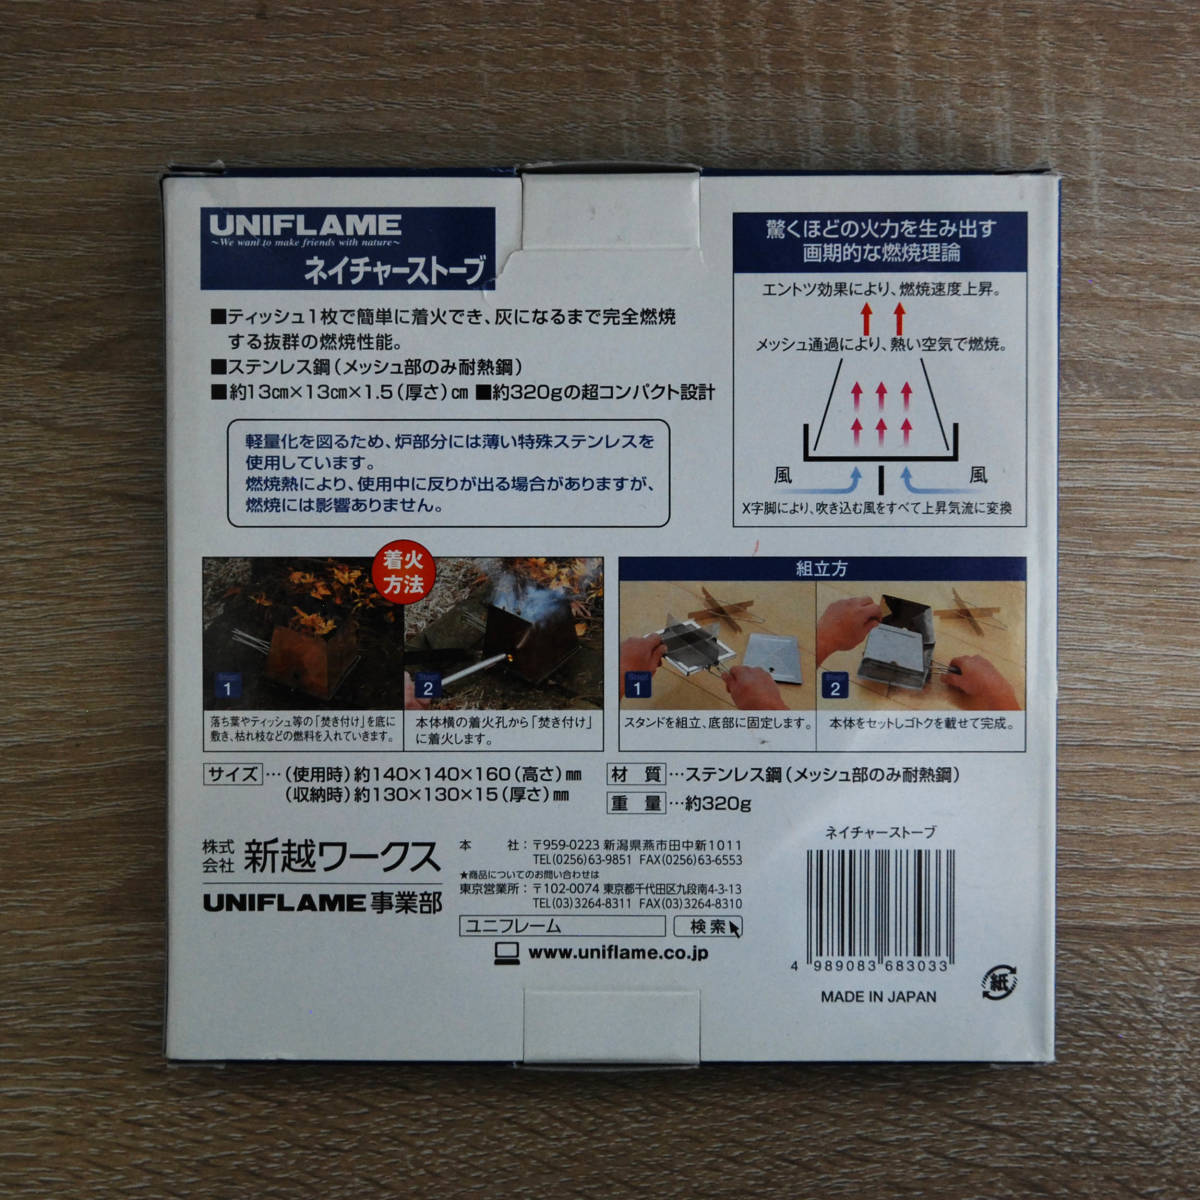 UNIFLAME
～We want to make friends with nature～
ネイチャーストーブ
■ティッシュ1枚で簡単に着火でき、灰になるまで完全燃焼
する抜群の燃焼性能。
■ステンレス鋼（メッシュ部のみ耐熱鋼）
■約13cm×13cm×1.5（厚さ）cm ■約320gの超コンパクト設計
軽量化を図るため、炉部分には薄い特殊ステンレスを
使用しています。
燃焼熱により、使用中に反りが出る場合がありますが、
燃焼には影響ありません。
驚くほどの火力を生み出す
画期的な燃焼理論
エントツ効果により、燃焼速度上昇。
メッシュ通過により、熱い空気で燃焼。
風 風
X字脚により、吹き込む風をすべて上昇気流に変換
着火
方法
Step 1
落ち葉やティッシュ等の「焚き付け」を底に
敷き、枯れ枝などの燃料を入れていきます。
Step 2
本体横の着火孔から「焚き付け」
に着火します。
組立方
Step 1
スタンドを組立、底部に固定します。
Step 2
本体をセットしゴトクを載せて完成。
サイズ…（使用時）約140×140×160（高さ）mm
（収納時）約130×130×15（厚さ）mm
材 質…ステンレス鋼（メッシュ部のみ耐熱鋼）
重 量…約320g
株式
会社 新越ワークス
UNIFLAME 事業部
本 社：〒959-0223 新潟県燕市田中新1011
TEL(0256)63-9851 FAX(0256)63-6553
★商品についてのお問い合わせは
東京営業所：〒102-0074 東京都千代田区九段南4-3-13
TEL(03)3264-8311 FAX(03)3264-8310
ユニフレーム 検索
www.uniflame.co.jp
ネイチャーストーブ
4 989083 683033
MADE IN JAPAN
紙